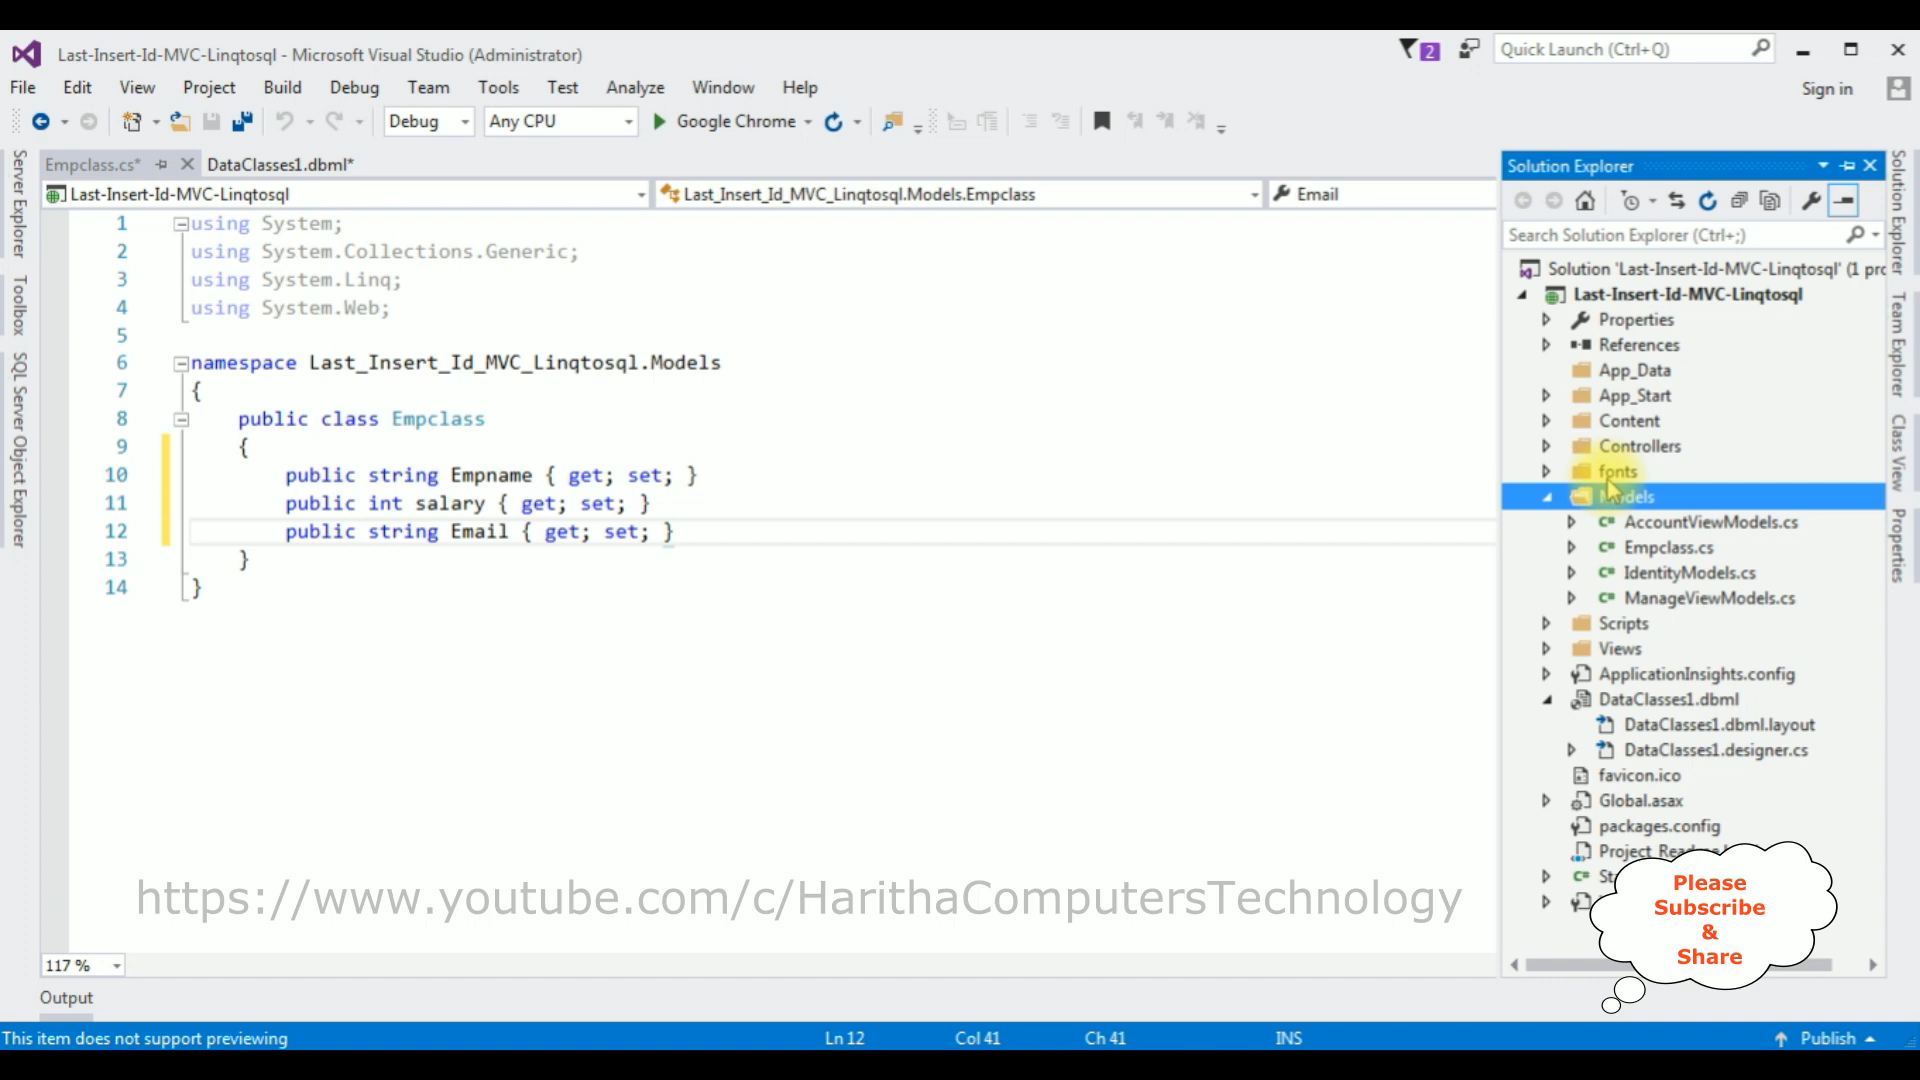 Last-Insert-Id-MVC-Linqtosql - Microsoft Visual Studio (Administrator)
2
Quick Launch (Ctrl+Q)
File Edit View Project Build Debug Team Tools Test Analyze Window Help
Sign in
Debug
Any CPU
Google Chrome
Server Explorer
Toolbox
SQL Server Object Explorer
Empclass.cs*
DataClasses1.dbml*
Last-Insert-Id-MVC-Linqtosql
Last_Insert_Id_MVC_Linqtosql.Models.Empclass
Email
1 using System;
2 using System.Collections.Generic;
3 using System.Linq;
4 using System.Web;
5
6 namespace Last_Insert_Id_MVC_Linqtosql.Models
7 {
8 public class Empclass
9 {
10 public string Empname { get; set; }
11 public int salary { get; set; }
12 public string Email { get; set; }
13 }
14 }
https://www.youtube.com/c/HarithaComputersTechnology
117 %
Output
Solution Explorer
Search Solution Explorer (Ctrl+;)
Solution 'Last-Insert-Id-MVC-Linqtosql' (1 pro
Last-Insert-Id-MVC-Linqtosql
Properties
References
App_Data
App_Start
Content
Controllers
fonts
Models
AccountViewModels.cs
Empclass.cs
IdentityModels.cs
ManageViewModels.cs
Scripts
Views
ApplicationInsights.config
DataClasses1.dbml
DataClasses1.dbml.layout
DataClasses1.designer.cs
favicon.ico
Global.asax
packages.config
Project_Readme
St
Please
Subscribe
&
Share
Solution Explorer
Team Explorer
Class View
Properties
This item does not support previewing
Ln 12
Col 41
Ch 41
INS
Publish